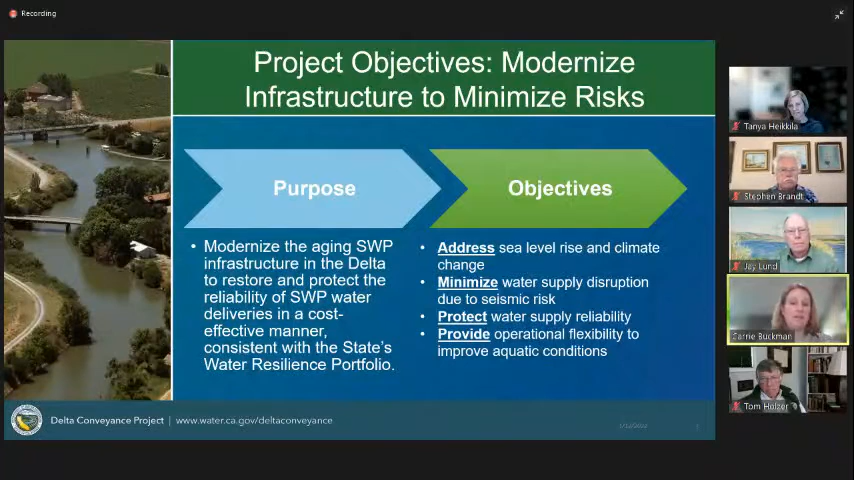 Recording
Project Objectives: Modernize
Infrastructure to Minimize Risks
Purpose
Objectives
• Modernize the aging SWP
infrastructure in the Delta
to restore and protect the
reliability of SWP water
deliveries in a cost-
effective manner,
consistent with the State's
Water Resilience Portfolio.
• Address sea level rise and climate
change
• Minimize water supply disruption
due to seismic risk
• Protect water supply reliability
• Provide operational flexibility to
improve aquatic conditions
Delta Conveyance Project | www.water.ca.gov/deltaconveyance
Tanya Heikkila
Stephen Brandt
Jay Lund
Carrie Buckman
Tom Holzer